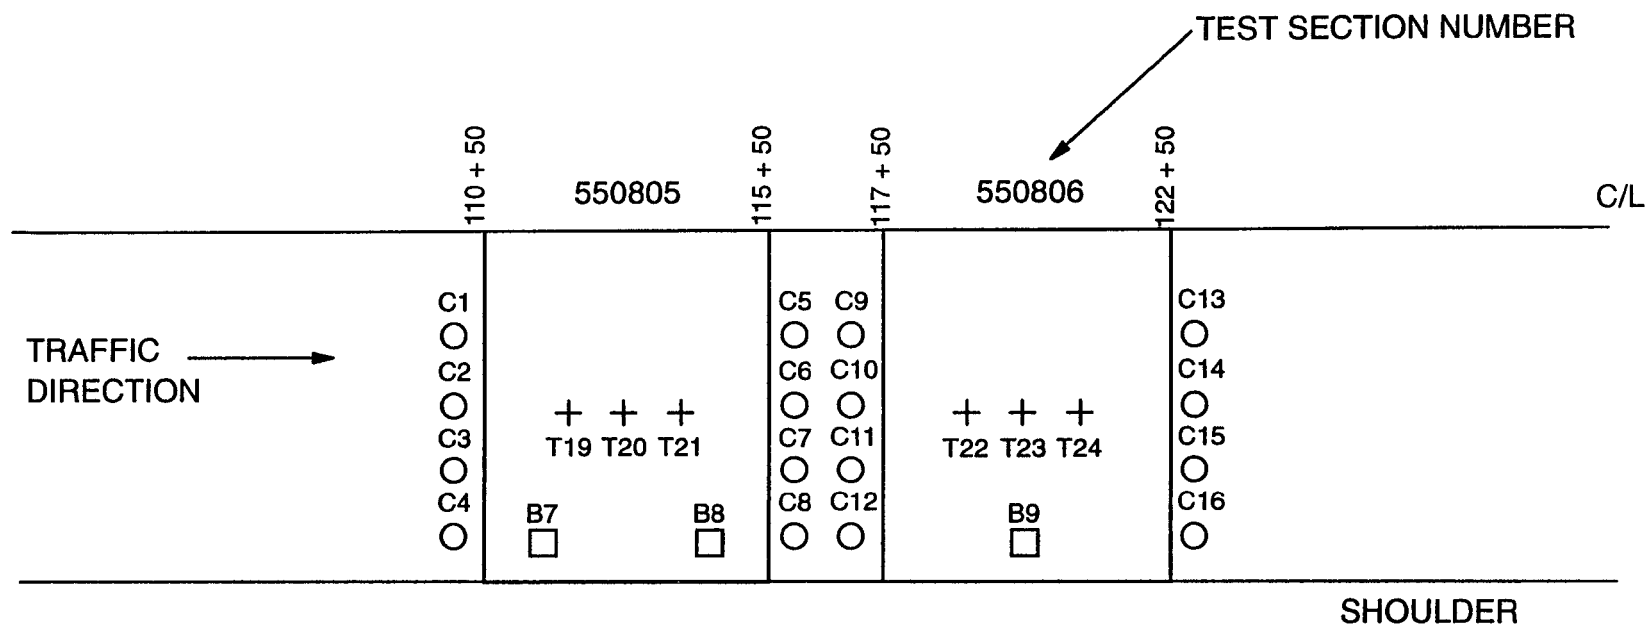 TEST SECTION NUMBER
110 + 50
550805
115 + 50
117 + 50
550806
122 + 50
C/L
C1
C5
C9
C13
TRAFFIC
DIRECTION
C2
C6
C10
C14
C3
T19
T20
T21
C7
C11
T22
T23
T24
C15
C4
B7
B8
C8
C12
B9
C16
SHOULDER